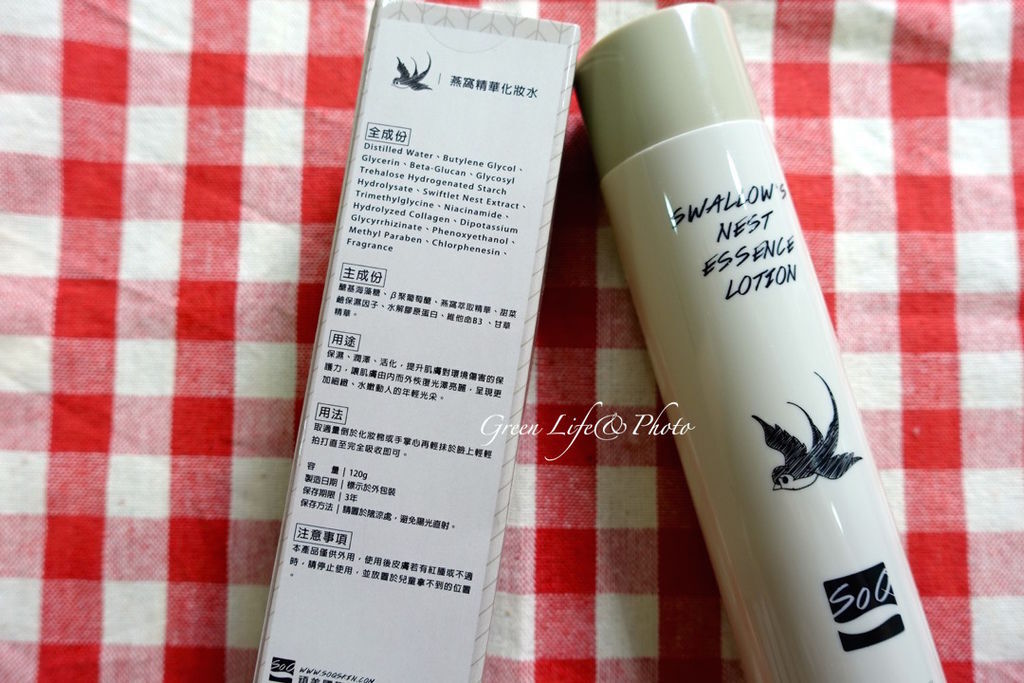 燕窩精華化妝水
全成份
Distilled Water、Butylene Glycol、
Glycerin、Beta-Glucan、Glycosyl
Trehalose Hydrogenated Starch
Hydrolysate、Swiftlet Nest Extract、
Trimethylglycine、Niacinamide、
Hydrolyzed Collagen、Dipotassium
Glycyrrhizinate、Phenoxyethanol、
Methyl Paraben、Chlorphenesin、
Fragrance
主成份
醣基海藻糖、β聚葡萄醣、燕窩萃取精華、甜菜
鹼保濕因子、水解膠原蛋白、維他命B3、甘草
精華。
用途
保濕、潤澤、活化，提升肌膚對環境傷害的保
護力，讓肌膚由內而外恢復光澤亮麗，呈現更
加細緻、水嫩動人的年輕光采。
用法
取適量倒於化妝棉或手掌心再輕抹於臉上輕輕
拍打直至完全吸收即可。
容 量｜120g
製造日期｜標示於外包裝
保存期限｜3年
保存方法｜請置於陰涼處，避免陽光直射。
注意事項
本產品僅供外用，使用後皮膚若有紅腫或不適
時，請停止使用，並放置於兒童拿不到的位置
。
SoQ
WWW.SOQSKIN.COM
SWALLOW'S
NEST
ESSENCE
LOTION
SoQ
Green Life@ Photo